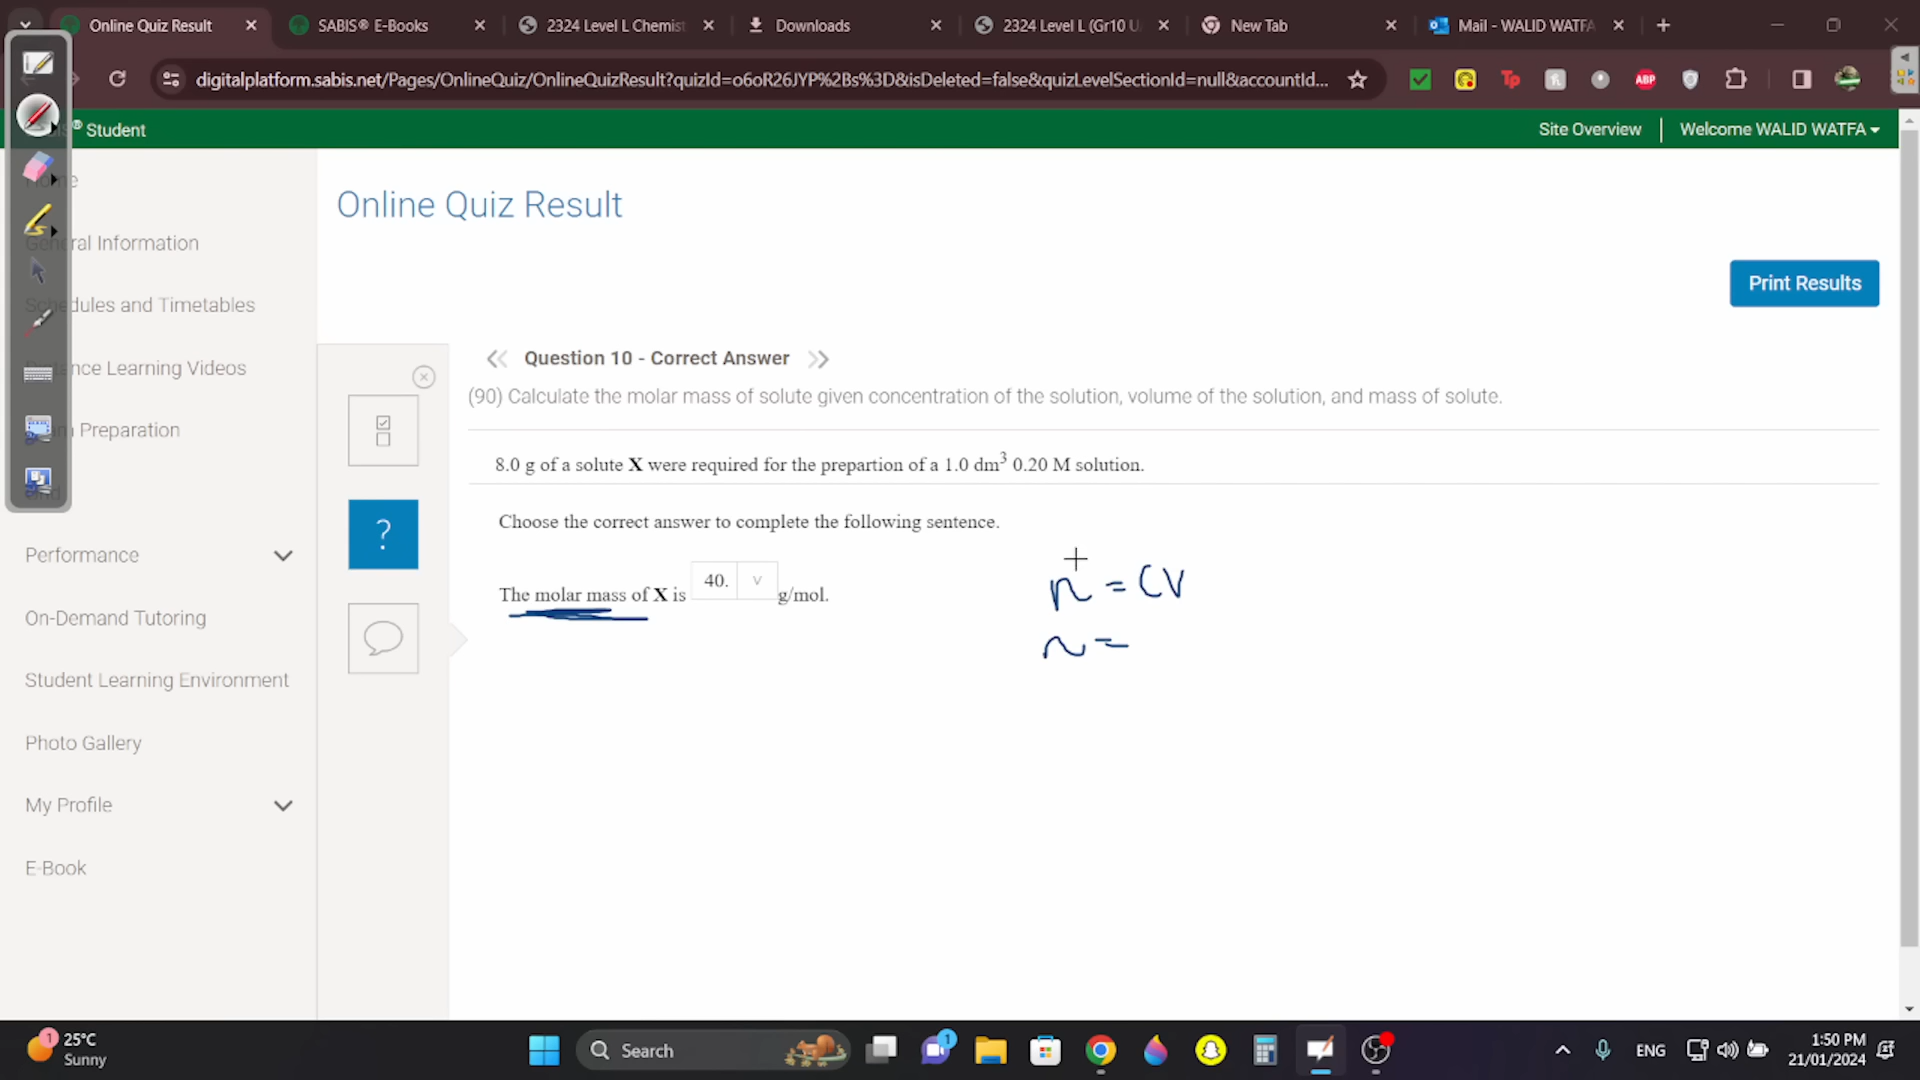 Online Quiz Result
SABIS® E-Books
2324 Level L Chemist
Downloads
2324 Level L (Gr10 U
New Tab
Mail - WALID WATFA
digitalplatform.sabis.net/Pages/OnlineQuiz/OnlineQuizResult?quizId=o6oR26JYP%2Bs%3D&isDeleted=false&quizLevelSectionId=null&accountId...
® Student
Site Overview
Welcome WALID WATFA
General Information
Schedules and Timetables
nce Learning Videos
Preparation
Performance
On-Demand Tutoring
Student Learning Environment
Photo Gallery
My Profile
E-Book
Online Quiz Result
Print Results
Question 10 - Correct Answer
(90) Calculate the molar mass of solute given concentration of the solution, volume of the solution, and mass of solute.
8.0 g of a solute X were required for the prepartion of a 1.0 dm³ 0.20 M solution.
Choose the correct answer to complete the following sentence.
The molar mass of X is 40. g/mol.
n = CV
n =
25°C
Sunny
Search
ENG
1:50 PM
21/01/2024